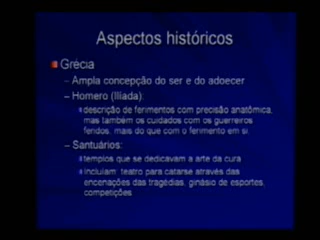 Aspectos históricos
Grécia
– Ampla concepção do ser e do adoecer
– Homero (Ilíada):
descrição de ferimentos com precisão anatômica,
mas também os cuidados com os guerreiros
feridos, mais do que com o ferimento em si.
– Santuários:
templos que se dedicavam a arte da cura
Incluíam: teatro para catarse através das
encenações das tragédias, ginásio de esportes,
competições